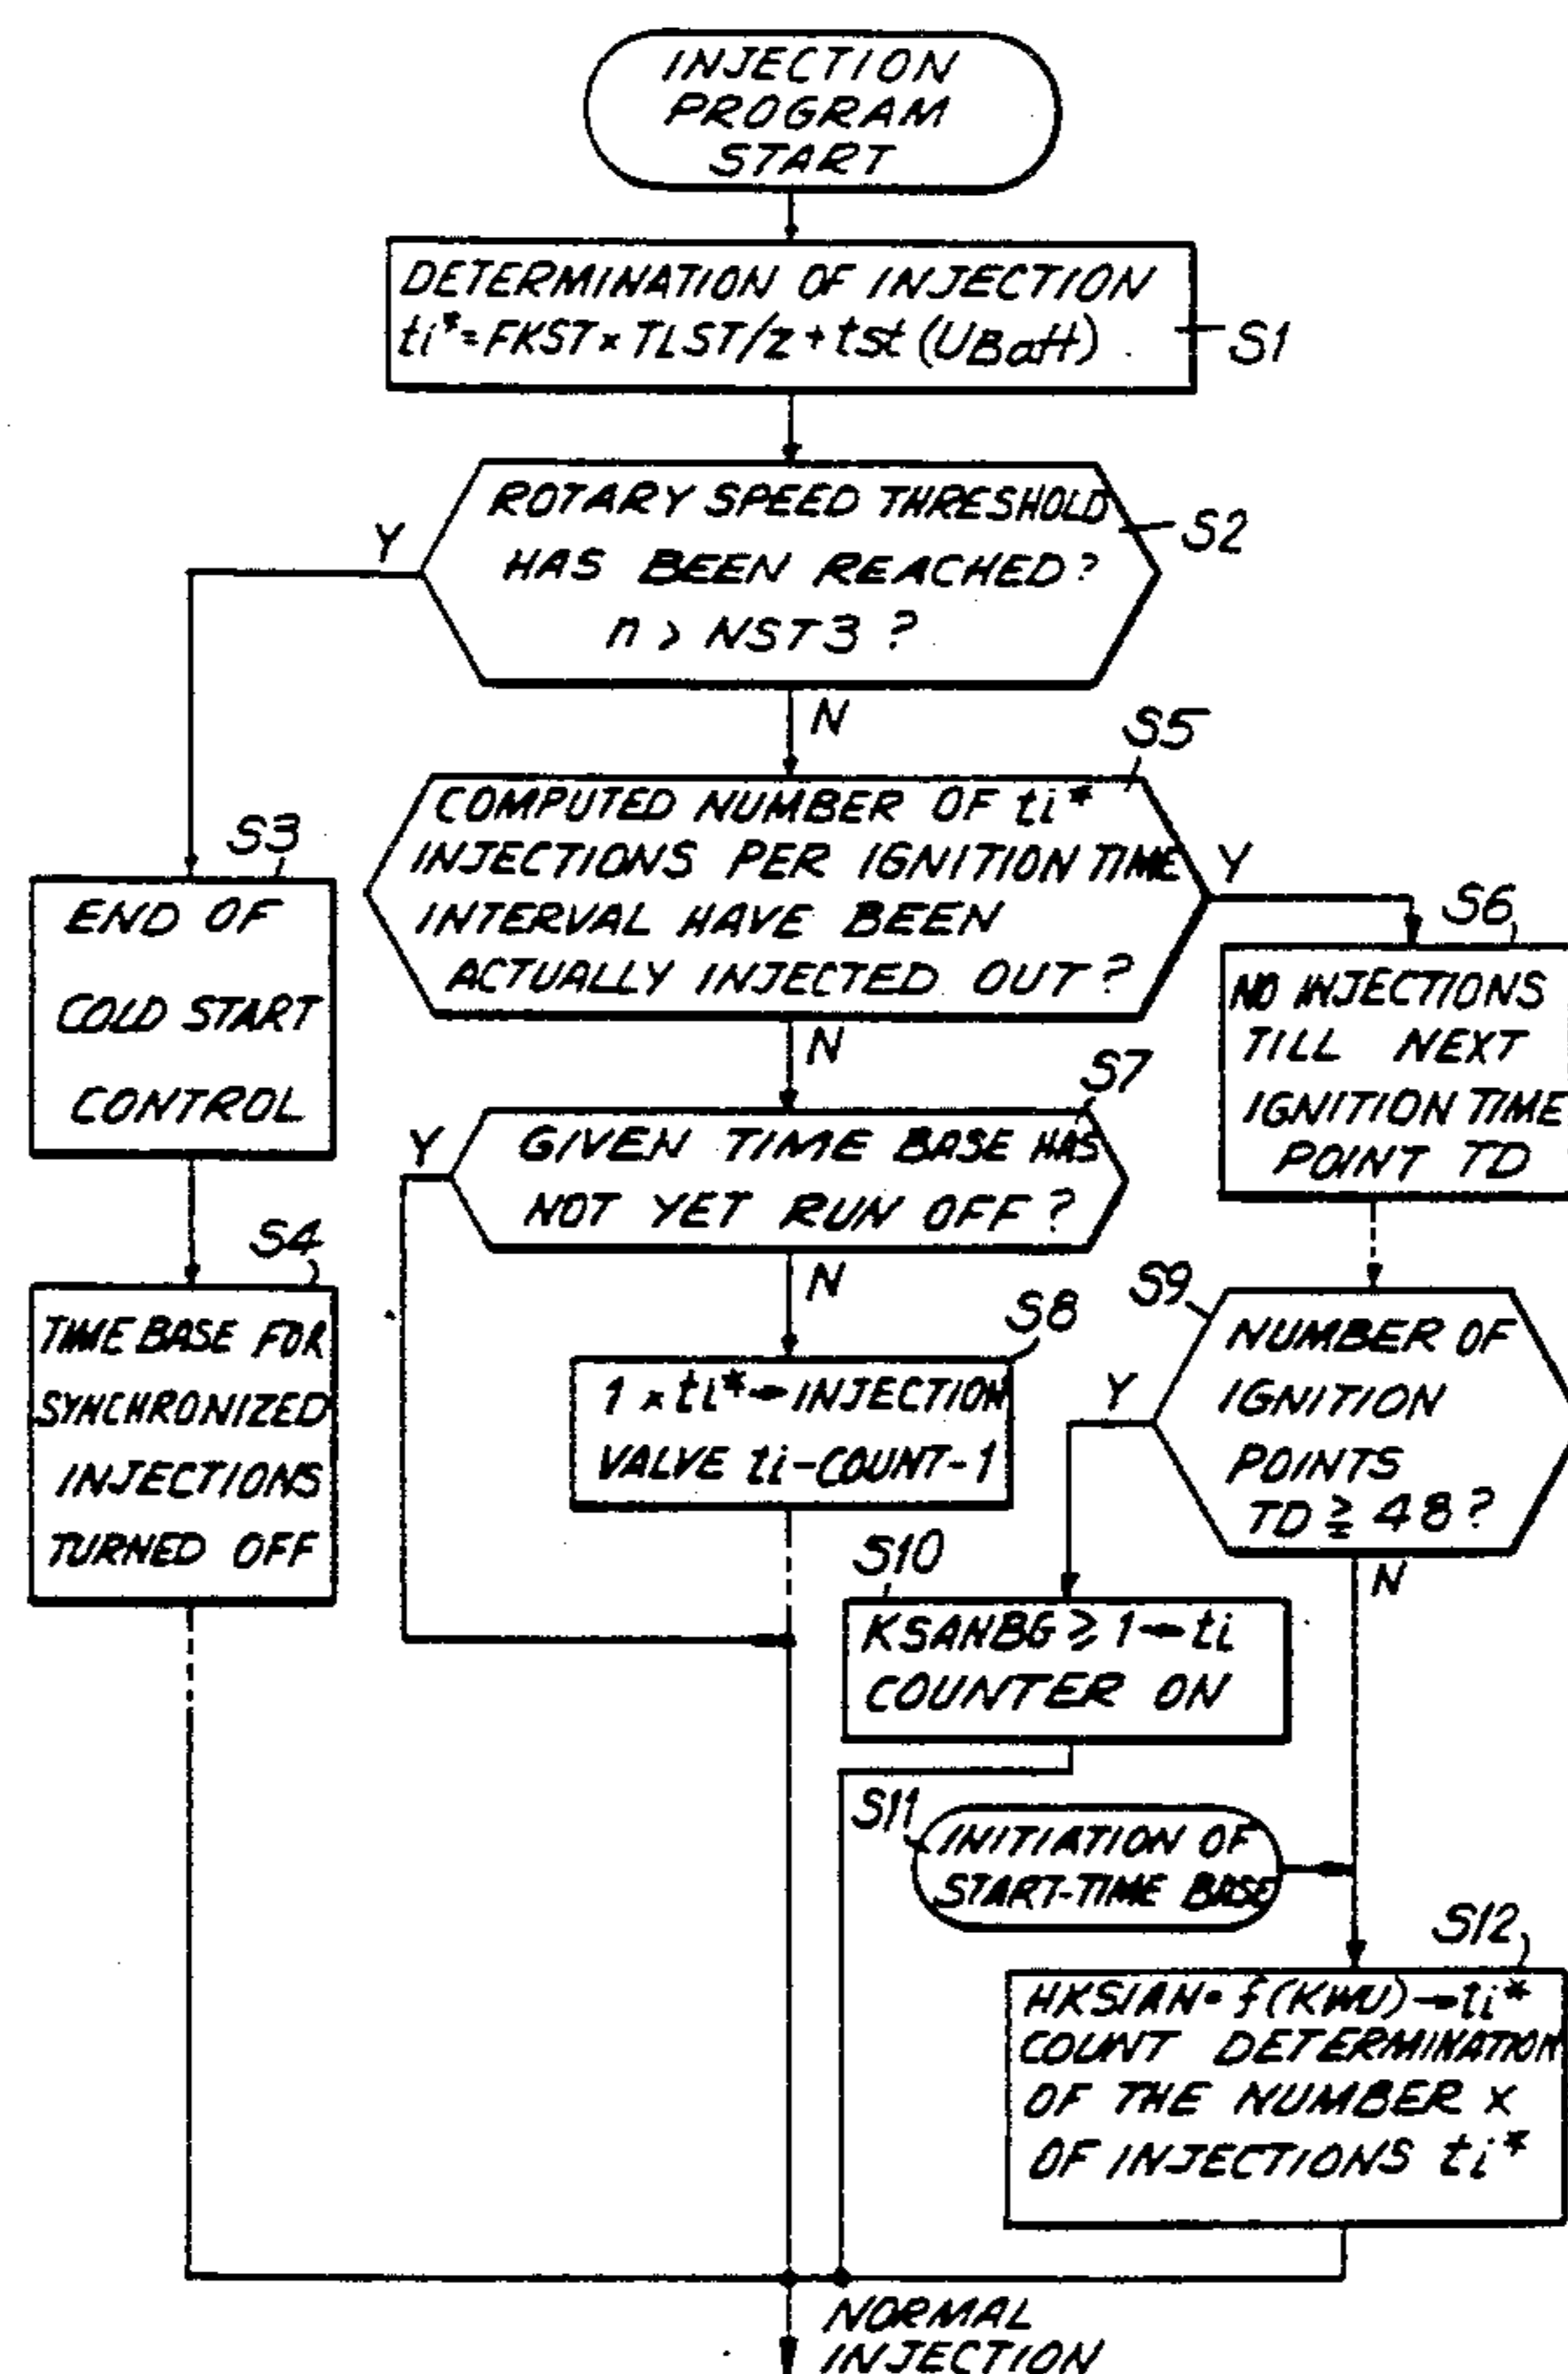 INJECTION
PROGRAM
START
DETERMINATION OF INJECTION
ti*=FKST×TLST/z+tst(UBatt)
S1
ROTARY SPEED THRESHOLD
HAS BEEN REACHED?
n > NST3 ?
S2
Y
N
S5
COMPUTED NUMBER OF ti*
INJECTIONS PER IGNITION TIME
INTERVAL HAVE BEEN
ACTUALLY INJECTED OUT?
Y
N
S3
END OF
COLD START
CONTROL
S6
NO INJECTIONS
TILL NEXT
IGNITION TIME
POINT TD
S7
Y
GIVEN TIME BASE HAS
NOT YET RUN OFF?
N
S4
TIME BASE FOR
SYNCHRONIZED
INJECTIONS
TURNED OFF
S8
1 × ti*→INJECTION
VALVE ti-COUNT-1
S9
NUMBER OF
IGNITION
POINTS
TD ≧ 48?
Y
N
S10
KSANBG ≥ 1→ti
COUNTER ON
S11
INITIATION OF
START-TIME BASE
S12
f(KWU)→ti*
COUNT DETERMINATION
OF THE NUMBER X
OF INJECTIONS ti*
NORMAL
INJECTION